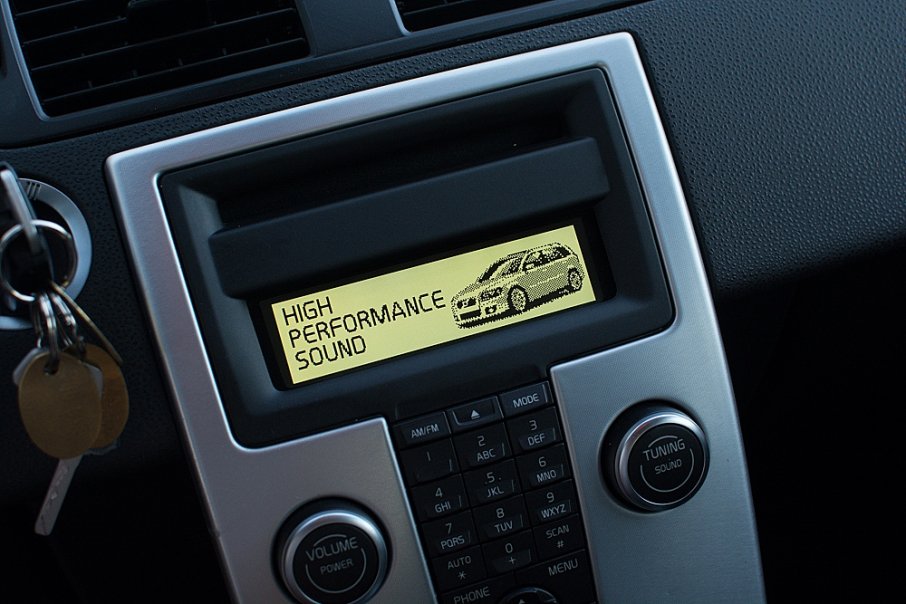 HIGH
PERFORMANCE
SOUND
AM/FM
MODE
1
2
ABC
3
DEF
4
GHI
5
JKL
6
MNO
7
PQRS
8
TUV
9
WXYZ
AUTO
*
0
+
SCAN
#
PHONE
MENU
VOLUME
POWER
TUNING
SOUND